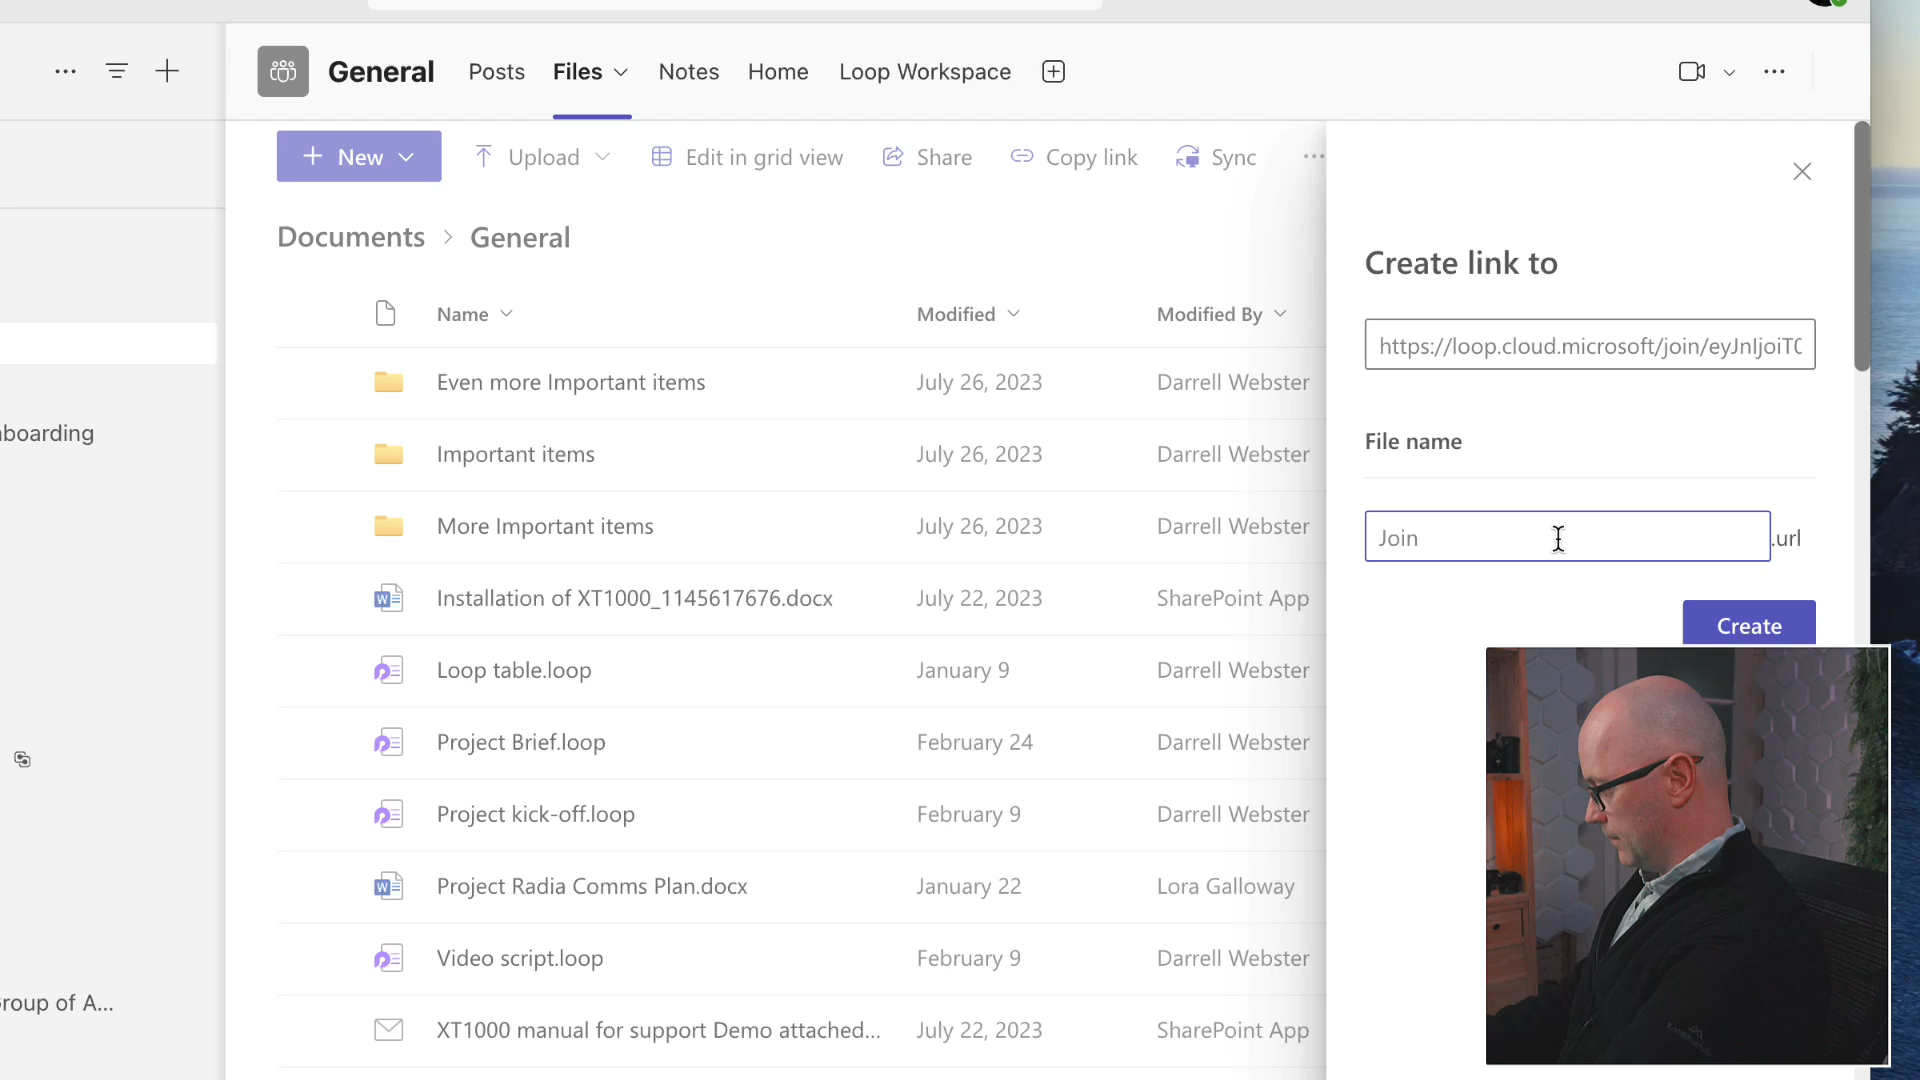 General Posts Files Notes Home Loop Workspace
New Upload Edit in grid view Share Copy link Sync
Documents > General
Name Modified Modified By
Even more Important items July 26, 2023 Darrell Webster
Important items July 26, 2023 Darrell Webster
More Important items July 26, 2023 Darrell Webster
Installation of XT1000_1145617676.docx July 22, 2023 SharePoint App
Loop table.loop January 9 Darrell Webster
Project Brief.loop February 24 Darrell Webster
Project kick-off.loop February 9 Darrell Webster
Project Radia Comms Plan.docx January 22 Lora Galloway
Video script.loop February 9 Darrell Webster
XT1000 manual for support Demo attached... July 22, 2023 SharePoint App
Create link to
https://loop.cloud.microsoft/join/eyJnIjoiT
File name
Join .url
Create
boarding
roup of A...